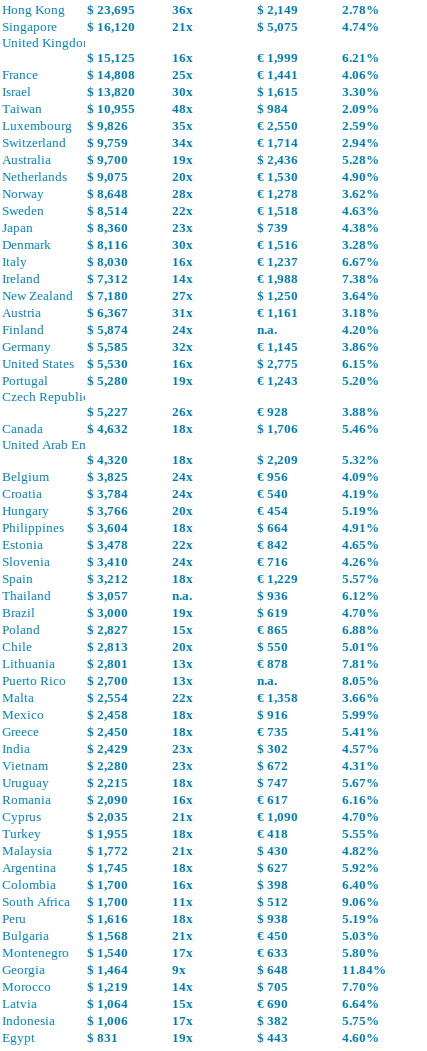 Hong Kong $ 23,695 36x $ 2,149 2.78%
Singapore $ 16,120 21x $ 5,075 4.74%
United Kingdom
$ 15,125 16x € 1,999 6.21%
France $ 14,808 25x € 1,441 4.06%
Israel $ 13,820 30x $ 1,615 3.30%
Taiwan $ 10,955 48x $ 984 2.09%
Luxembourg $ 9,826 35x € 2,550 2.59%
Switzerland $ 9,759 34x € 1,714 2.94%
Australia $ 9,700 19x $ 2,436 5.28%
Netherlands $ 9,075 20x € 1,530 4.90%
Norway $ 8,648 28x € 1,278 3.62%
Sweden $ 8,514 22x € 1,518 4.63%
Japan $ 8,360 23x $ 739 4.38%
Denmark $ 8,116 30x € 1,516 3.28%
Italy $ 8,030 16x € 1,237 6.67%
Ireland $ 7,312 14x € 1,988 7.38%
New Zealand $ 7,180 27x $ 1,250 3.64%
Austria $ 6,367 31x € 1,161 3.18%
Finland $ 5,874 24x n.a. 4.20%
Germany $ 5,585 32x € 1,145 3.86%
United States $ 5,530 16x $ 2,775 6.15%
Portugal $ 5,280 19x € 1,243 5.20%
Czech Republic
$ 5,227 26x € 928 3.88%
Canada $ 4,632 18x $ 1,706 5.46%
United Arab Em
$ 4,320 18x $ 2,209 5.32%
Belgium $ 3,825 24x € 956 4.09%
Croatia $ 3,784 24x € 540 4.19%
Hungary $ 3,766 20x € 454 5.19%
Philippines $ 3,604 18x $ 664 4.91%
Estonia $ 3,478 22x € 842 4.65%
Slovenia $ 3,410 24x € 716 4.26%
Spain $ 3,212 18x € 1,229 5.57%
Thailand $ 3,057 n.a. $ 936 6.12%
Brazil $ 3,000 19x $ 619 4.70%
Poland $ 2,827 15x € 865 6.88%
Chile $ 2,813 20x $ 550 5.01%
Lithuania $ 2,801 13x € 878 7.81%
Puerto Rico $ 2,700 13x n.a. 8.05%
Malta $ 2,554 22x € 1,358 3.66%
Mexico $ 2,458 18x $ 916 5.99%
Greece $ 2,450 18x € 735 5.41%
India $ 2,429 23x $ 302 4.57%
Vietnam $ 2,280 23x $ 672 4.31%
Uruguay $ 2,215 18x $ 747 5.67%
Romania $ 2,090 16x € 617 6.16%
Cyprus $ 2,035 21x € 1,090 4.70%
Turkey $ 1,955 18x € 418 5.55%
Malaysia $ 1,772 21x $ 430 4.82%
Argentina $ 1,745 18x $ 627 5.92%
Colombia $ 1,700 16x $ 398 6.40%
South Africa $ 1,700 11x $ 512 9.06%
Peru $ 1,616 18x $ 938 5.19%
Bulgaria $ 1,568 21x € 450 5.03%
Montenegro $ 1,540 17x € 633 5.80%
Georgia $ 1,464 9x $ 648 11.84%
Morocco $ 1,219 14x $ 705 7.70%
Latvia $ 1,064 15x € 690 6.64%
Indonesia $ 1,006 17x $ 382 5.75%
Egypt $ 831 19x $ 443 4.60%